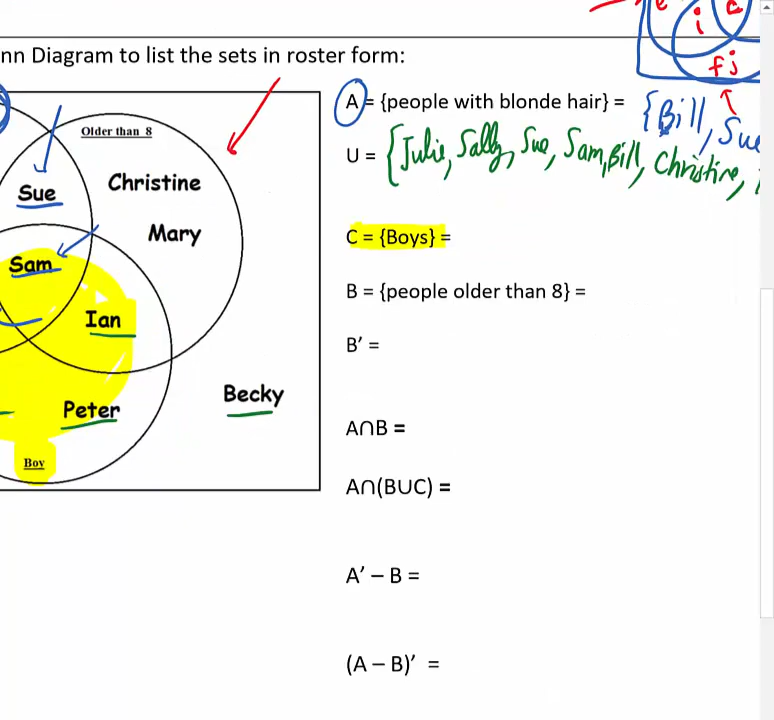 e i c
f j
nn Diagram to list the sets in roster form:
A = {people with blonde hair} = {Bill, Sue
Older than 8
U = {Julie, Sally, Sue, Sam, Bill, Christine,
Sue
Christine
Mary
C = {Boys} =
Sam
B = {people older than 8} =
Ian
B′ =
Becky
Peter
A∩B =
Boy
A∩(BUC) =
A′ – B =
(A – B)′ =